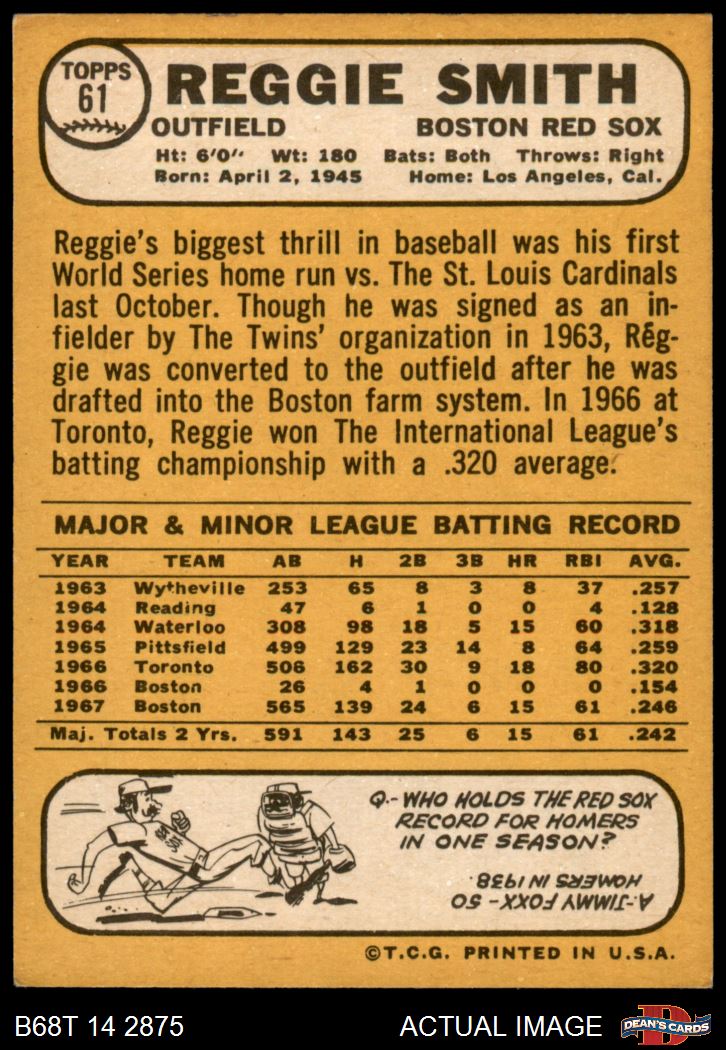 TOPPS
61
REGGIE SMITH
OUTFIELD BOSTON RED SOX
Ht: 6'0" Wt: 180 Bats: Both Throws: Right
Born: April 2, 1945 Home: Los Angeles, Cal.
Reggie's biggest thrill in baseball was his first
World Series home run vs. The St. Louis Cardinals
last October. Though he was signed as an in-
fielder by The Twins' organization in 1963, Reg-
gie was converted to the outfield after he was
drafted into the Boston farm system. In 1966 at
Toronto, Reggie won The International League's
batting championship with a .320 average.
MAJOR & MINOR LEAGUE BATTING RECORD
YEAR TEAM AB H 2B 3B HR RBI AVG.
1963 Wytheville 253 65 8 3 8 37 .257
1964 Reading 47 6 1 0 0 4 .128
1964 Waterloo 308 98 18 5 15 60 .318
1965 Pittsfield 499 129 23 14 8 64 .259
1966 Toronto 506 162 30 9 18 80 .320
1966 Boston 26 4 1 0 0 0 .154
1967 Boston 565 139 24 6 15 61 .246
Maj. Totals 2 Yrs. 591 143 25 6 15 61 .242
Q.- WHO HOLDS THE RED SOX
RECORD FOR HOMERS
IN ONE SEASON?
A.- JIMMY FOXX - 50
HOMERS IN 1938
©T.C.G. PRINTED IN U.S.A.
B68T 14 2875 ACTUAL IMAGE
D
DEAN'S CARDS